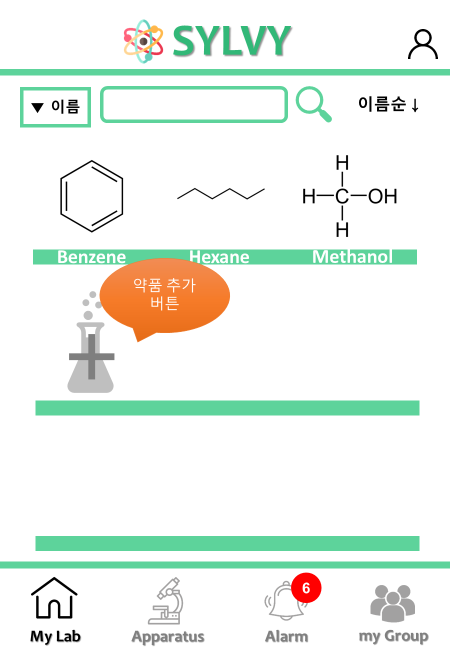 SYLVY
▼ 이름
이름순↓
H
H C OH
H
Benzene Hexane Methanol
약품 추가
버튼
6
My Lab Apparatus Alarm my Group